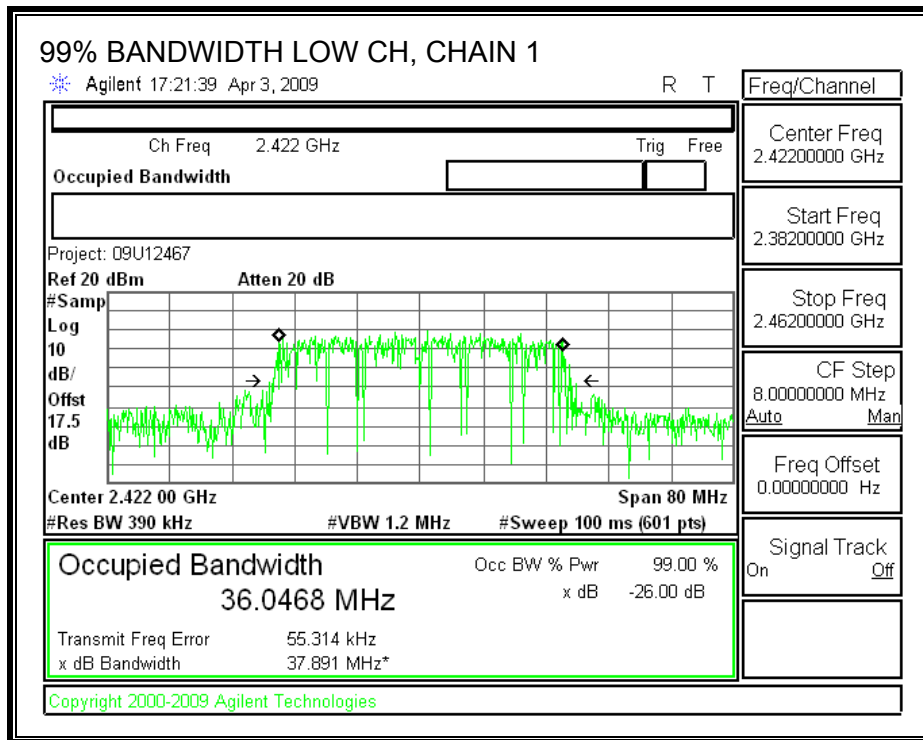 99% BANDWIDTH LOW CH, CHAIN 1
Agilent 17:21:39 Apr 3, 2009 R T
Freq/Channel
Ch Freq 2.422 GHz Trig Free
Occupied Bandwidth
Center Freq
2.42200000 GHz
Start Freq
2.38200000 GHz
Stop Freq
2.46200000 GHz
CF Step
8.00000000 MHz
Auto Man
Freq Offset
0.00000000 Hz
Signal Track
On Off
Project: 09U12467
Ref 20 dBm Atten 20 dB
#Samp
Log
10
dB/
Offst
17.5
dB
Center 2.422 00 GHz Span 80 MHz
#Res BW 390 kHz #VBW 1.2 MHz #Sweep 100 ms (601 pts)
Occupied Bandwidth Occ BW % Pwr 99.00 %
36.0468 MHz x dB -26.00 dB
Transmit Freq Error 55.314 kHz
x dB Bandwidth 37.891 MHz*
Copyright 2000-2009 Agilent Technologies